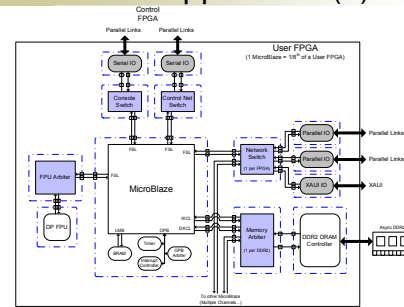 Control
FPGA
Parallel Links
Parallel Links
User FPGA
(1 MicroBlaze = 1/8th of a User FPGA)
Serial IO
Serial IO
Console
Switch
Control Net
Switch
FSL
FSL
FSL
Network
Switch
(1 per FPGA)
Parallel IO
Parallel Links
Parallel IO
Parallel Links
XAUI IO
XAUI
FPU Arbiter
FSL
MicroBlaze
DP FPU
IXCL
DXCL
LMB
OPB
BRAM
Timer
Interrupt
Controller
OPB
Arbiter
Memory
Arbiter
(1 per DDR2)
DDR2 DRAM
Controller
Async DDR2
To other MicroBlaze
(Multiple Channels...)